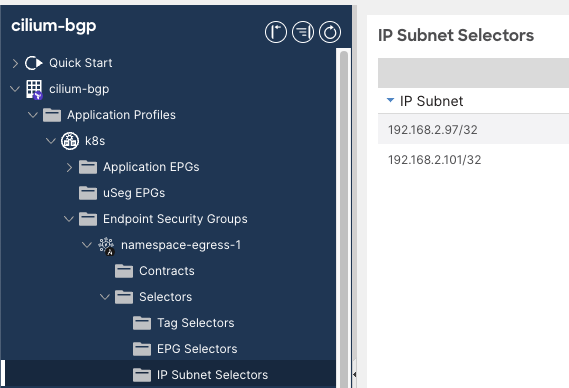 cilium-bgp
Quick Start
cilium-bgp
Application Profiles
k8s
Application EPGs
uSeg EPGs
Endpoint Security Groups
namespace-egress-1
Contracts
Selectors
Tag Selectors
EPG Selectors
IP Subnet Selectors
IP Subnet Selectors
IP Subnet
192.168.2.97/32
192.168.2.101/32